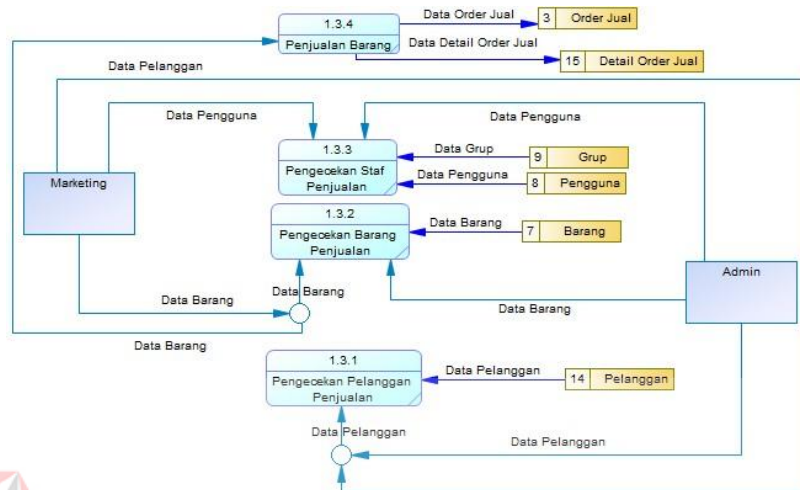 Data Order Jual
3 Order Jual
1.3.4
Penjualan Barang
Data Detail Order Jual
15 Detail Order Jual
Data Pelanggan
Data Pengguna
Data Pengguna
1.3.3
Pengecekan Staf
Penjualan
Data Grup
9 Grup
Data Pengguna
8 Pengguna
Marketing
1.3.2
Pengecekan Barang
Penjualan
Data Barang
7 Barang
Admin
Data Barang
Data Barang
Data Barang
Data Barang
1.3.1
Pengecekan Pelanggan
Penjualan
Data Pelanggan
14 Pelanggan
Data Pelanggan
Data Pelanggan